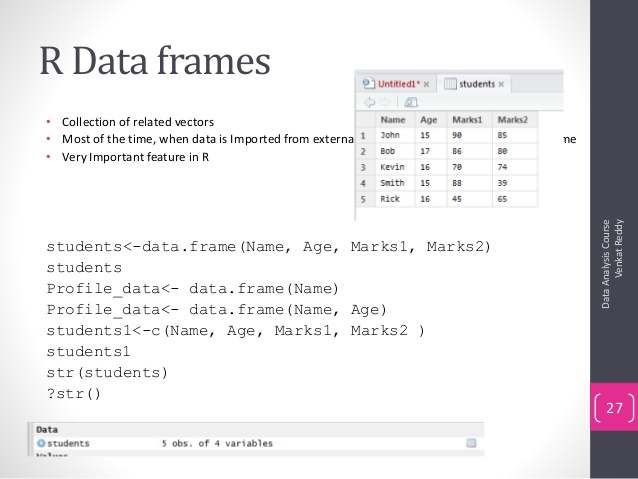 R Data frames
• Collection of related vectors
• Most of the time, when data is Imported from externa me
• Very Important feature in R
Untitled1* × students ×
Name Age Marks1 Marks2
1 John 15 90 85
2 Bob 17 86 80
3 Kevin 16 70 74
4 Smith 15 88 39
5 Rick 16 45 65
students<-data.frame(Name, Age, Marks1, Marks2)
students
Profile_data<- data.frame(Name)
Profile_data<- data.frame(Name, Age)
students1<-c(Name, Age, Marks1, Marks2 )
students1
str(students)
?str()
Data
students 5 obs. of 4 variables
Values
Data Analysis Course
Venkat Reddy
27